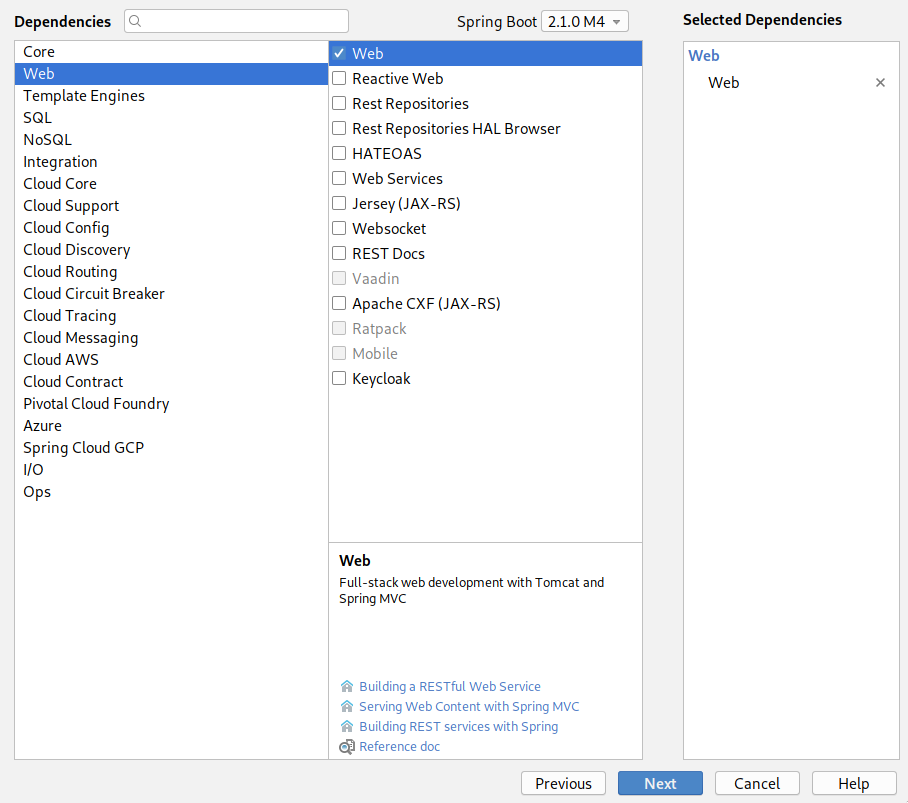 Dependencies
Spring Boot 2.1.0 M4
Selected Dependencies
Core
Web
Template Engines
SQL
NoSQL
Integration
Cloud Core
Cloud Support
Cloud Config
Cloud Discovery
Cloud Routing
Cloud Circuit Breaker
Cloud Tracing
Cloud Messaging
Cloud AWS
Cloud Contract
Pivotal Cloud Foundry
Azure
Spring Cloud GCP
I/O
Ops
Web
Reactive Web
Rest Repositories
Rest Repositories HAL Browser
HATEOAS
Web Services
Jersey (JAX-RS)
Websocket
REST Docs
Vaadin
Apache CXF (JAX-RS)
Ratpack
Mobile
Keycloak
Web
Full-stack web development with Tomcat and
Spring MVC
Building a RESTful Web Service
Serving Web Content with Spring MVC
Building REST services with Spring
Reference doc
Web
Web
Previous
Next
Cancel
Help